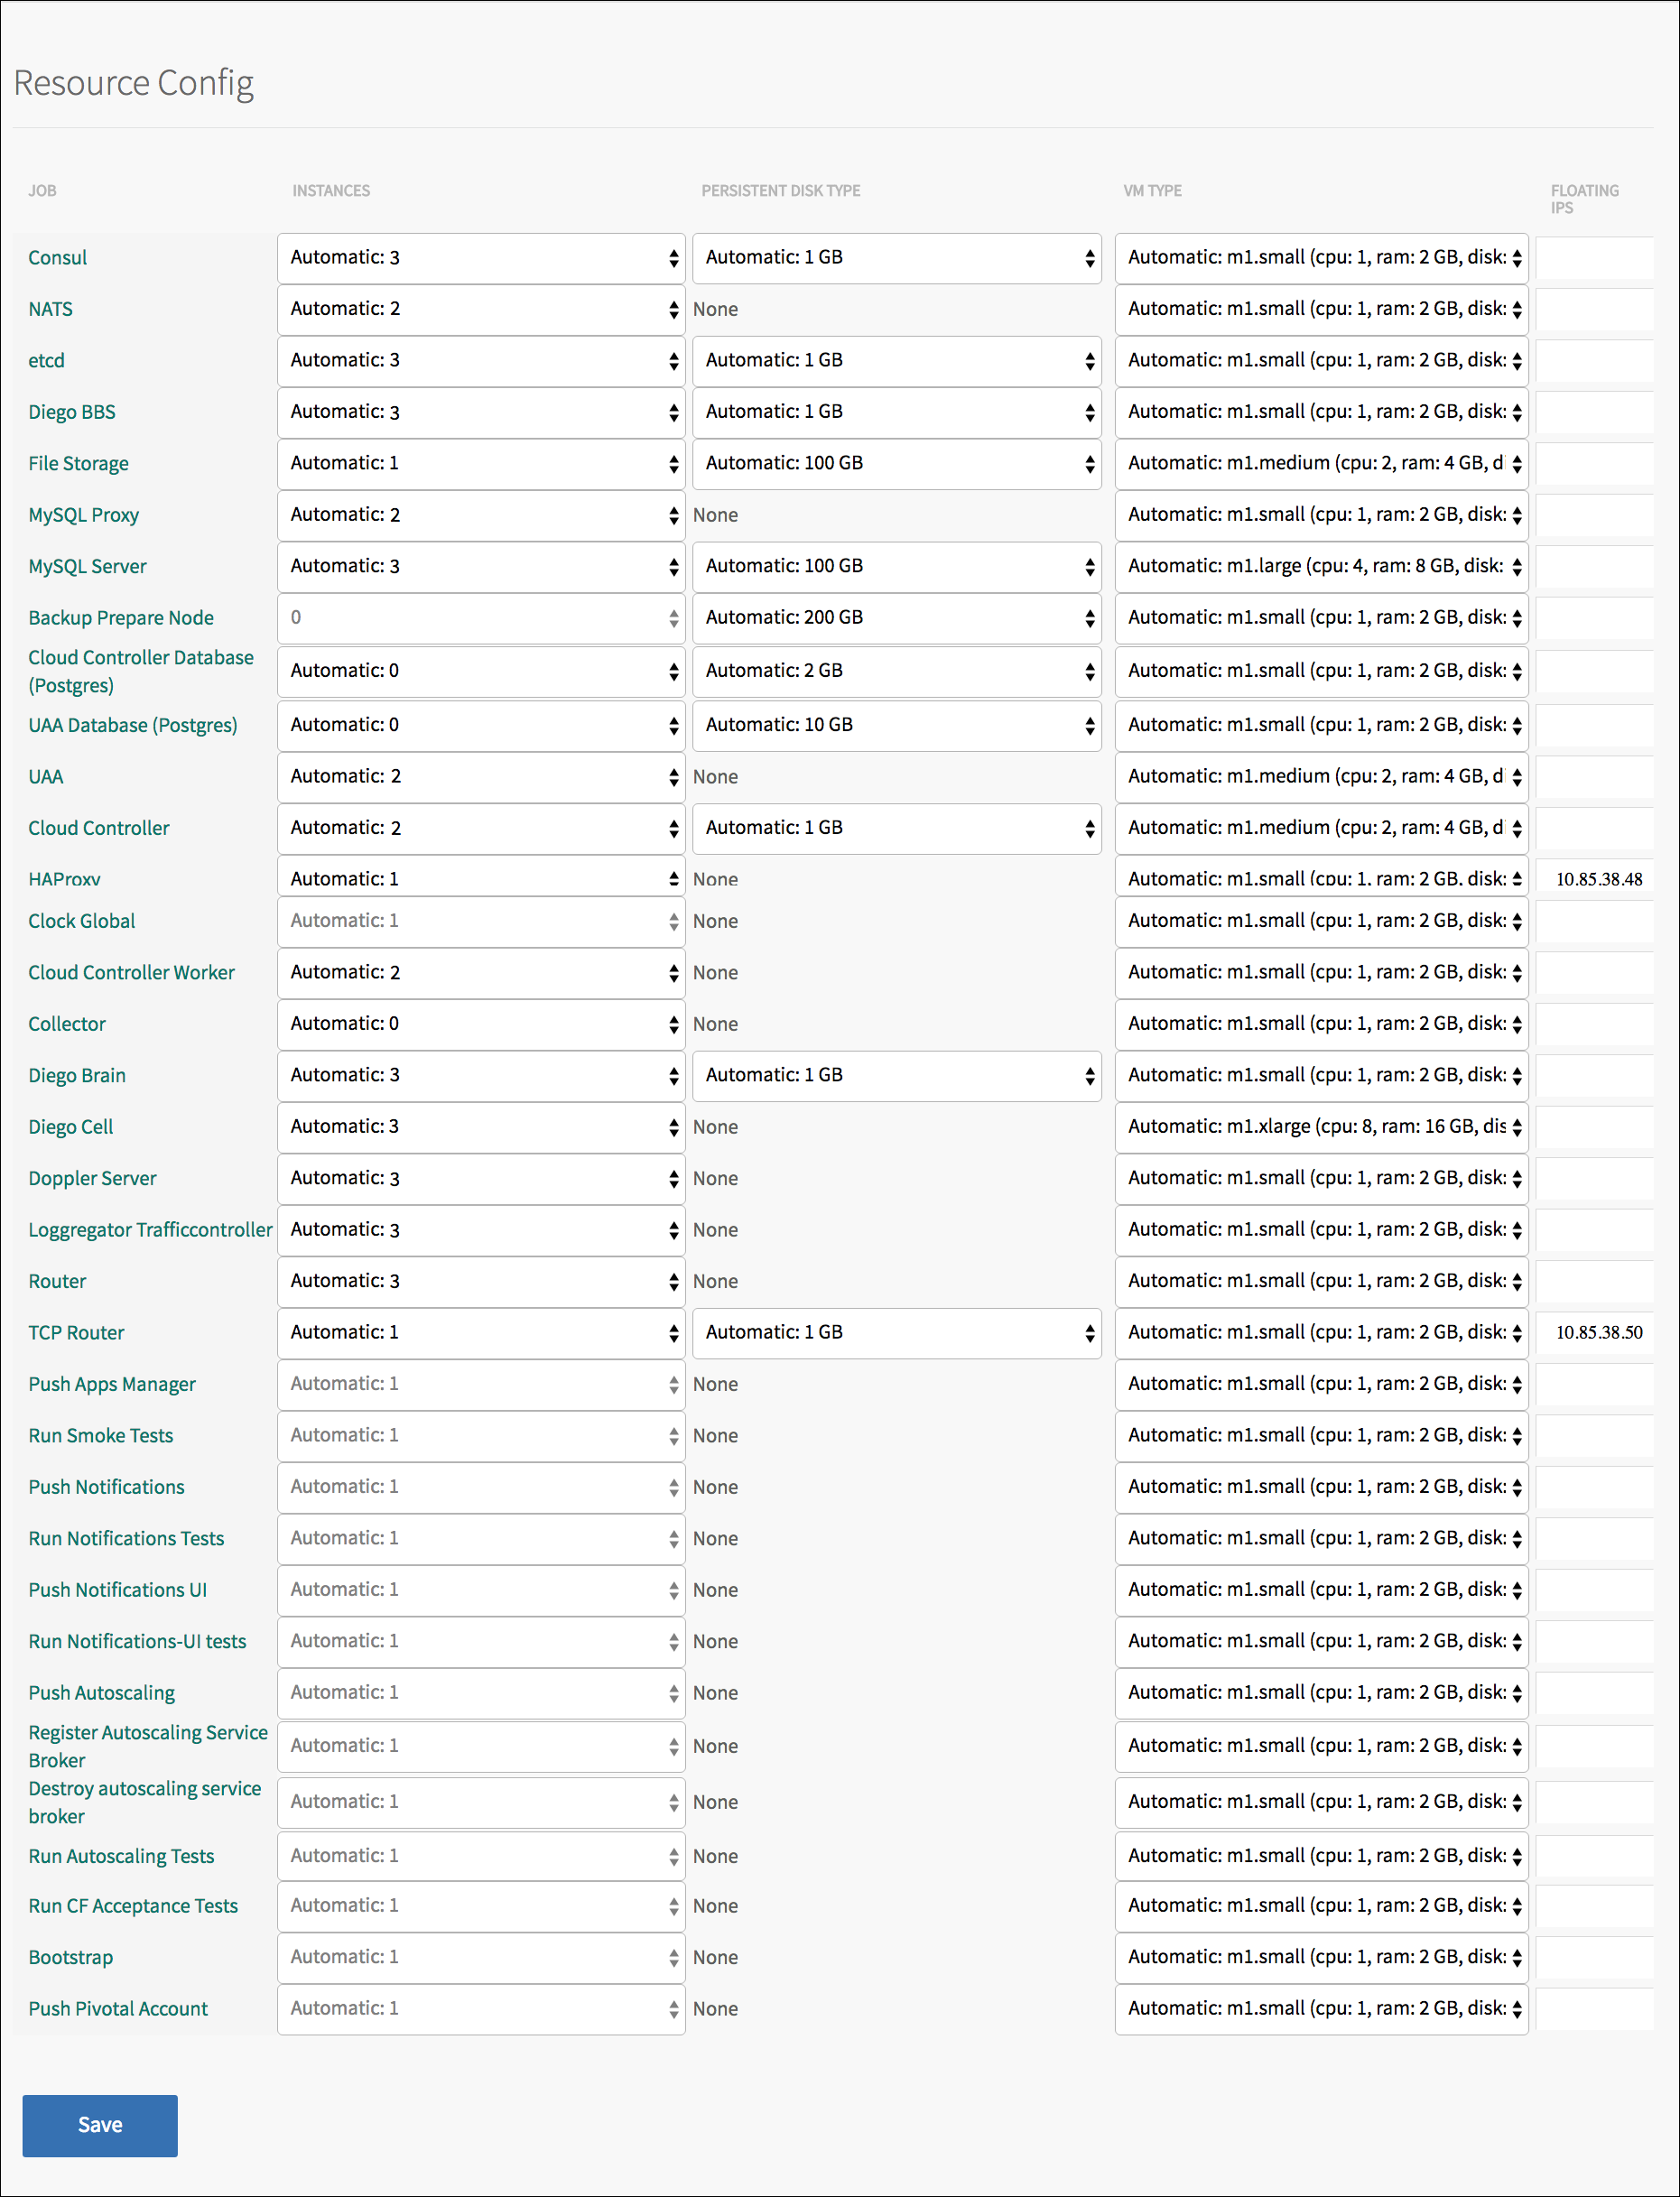 Resource Config
JOB INSTANCES PERSISTENT DISK TYPE VM TYPE FLOATING
IPS
Consul Automatic: 3 Automatic: 1 GB Automatic: m1.small (cpu: 1, ram: 2 GB, disk:
NATS Automatic: 2 None Automatic: m1.small (cpu: 1, ram: 2 GB, disk:
etcd Automatic: 3 Automatic: 1 GB Automatic: m1.small (cpu: 1, ram: 2 GB, disk:
Diego BBS Automatic: 3 Automatic: 1 GB Automatic: m1.small (cpu: 1, ram: 2 GB, disk:
File Storage Automatic: 1 Automatic: 100 GB Automatic: m1.medium (cpu: 2, ram: 4 GB, di
MySQL Proxy Automatic: 2 None Automatic: m1.small (cpu: 1, ram: 2 GB, disk:
MySQL Server Automatic: 3 Automatic: 100 GB Automatic: m1.large (cpu: 4, ram: 8 GB, disk:
Backup Prepare Node 0 Automatic: 200 GB Automatic: m1.small (cpu: 1, ram: 2 GB, disk:
Cloud Controller Database
(Postgres) Automatic: 0 Automatic: 2 GB Automatic: m1.small (cpu: 1, ram: 2 GB, disk:
UAA Database (Postgres) Automatic: 0 Automatic: 10 GB Automatic: m1.small (cpu: 1, ram: 2 GB, disk:
UAA Automatic: 2 None Automatic: m1.medium (cpu: 2, ram: 4 GB, di
Cloud Controller Automatic: 2 Automatic: 1 GB Automatic: m1.medium (cpu: 2, ram: 4 GB, di
HAProxy Automatic: 1 None Automatic: m1.small (cpu: 1, ram: 2 GB, disk: 10.85.38.48
Clock Global Automatic: 1 None Automatic: m1.small (cpu: 1, ram: 2 GB, disk:
Cloud Controller Worker Automatic: 2 None Automatic: m1.small (cpu: 1, ram: 2 GB, disk:
Collector Automatic: 0 None Automatic: m1.small (cpu: 1, ram: 2 GB, disk:
Diego Brain Automatic: 3 Automatic: 1 GB Automatic: m1.small (cpu: 1, ram: 2 GB, disk:
Diego Cell Automatic: 3 None Automatic: m1.xlarge (cpu: 8, ram: 16 GB, dis
Doppler Server Automatic: 3 None Automatic: m1.small (cpu: 1, ram: 2 GB, disk:
Loggregator Trafficcontroller Automatic: 3 None Automatic: m1.small (cpu: 1, ram: 2 GB, disk:
Router Automatic: 3 None Automatic: m1.small (cpu: 1, ram: 2 GB, disk:
TCP Router Automatic: 1 Automatic: 1 GB Automatic: m1.small (cpu: 1, ram: 2 GB, disk: 10.85.38.50
Push Apps Manager Automatic: 1 None Automatic: m1.small (cpu: 1, ram: 2 GB, disk:
Run Smoke Tests Automatic: 1 None Automatic: m1.small (cpu: 1, ram: 2 GB, disk:
Push Notifications Automatic: 1 None Automatic: m1.small (cpu: 1, ram: 2 GB, disk:
Run Notifications Tests Automatic: 1 None Automatic: m1.small (cpu: 1, ram: 2 GB, disk:
Push Notifications UI Automatic: 1 None Automatic: m1.small (cpu: 1, ram: 2 GB, disk:
Run Notifications-UI tests Automatic: 1 None Automatic: m1.small (cpu: 1, ram: 2 GB, disk:
Push Autoscaling Automatic: 1 None Automatic: m1.small (cpu: 1, ram: 2 GB, disk:
Register Autoscaling Service
Broker Automatic: 1 None Automatic: m1.small (cpu: 1, ram: 2 GB, disk:
Destroy autoscaling service
broker Automatic: 1 None Automatic: m1.small (cpu: 1, ram: 2 GB, disk:
Run Autoscaling Tests Automatic: 1 None Automatic: m1.small (cpu: 1, ram: 2 GB, disk:
Run CF Acceptance Tests Automatic: 1 None Automatic: m1.small (cpu: 1, ram: 2 GB, disk:
Bootstrap Automatic: 1 None Automatic: m1.small (cpu: 1, ram: 2 GB, disk:
Push Pivotal Account Automatic: 1 None Automatic: m1.small (cpu: 1, ram: 2 GB, disk:
Save